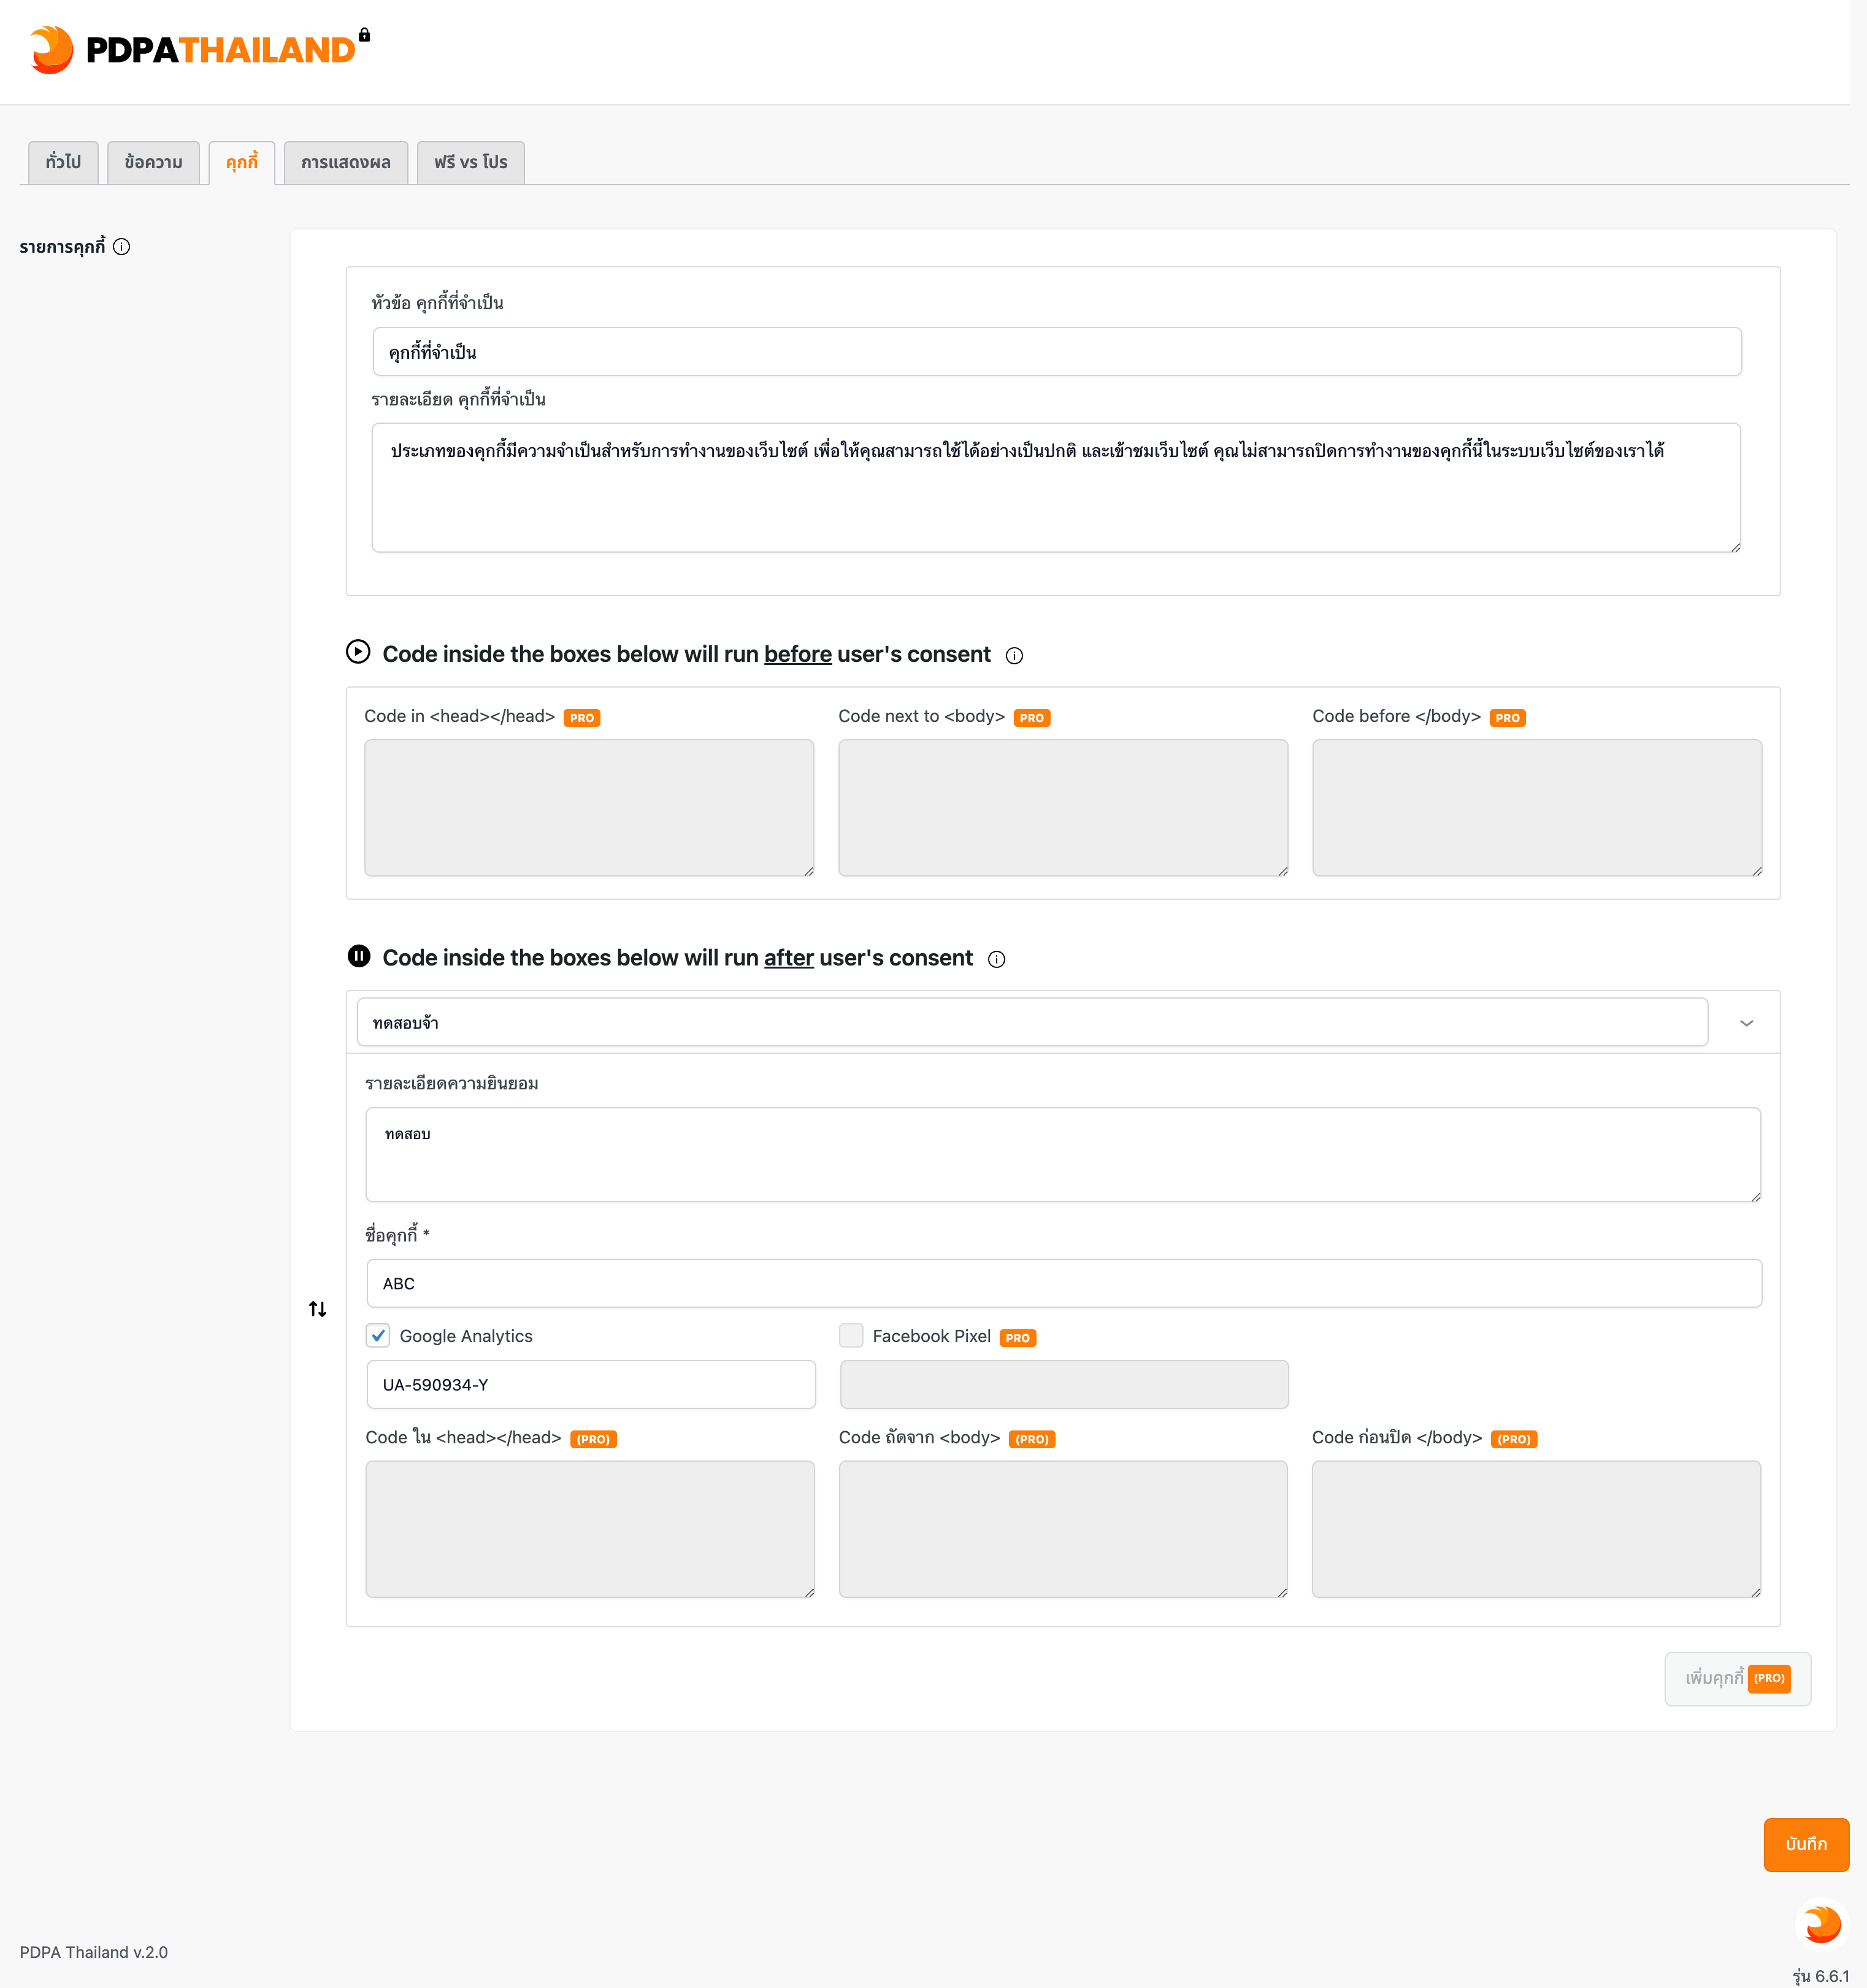 PDPATHAILAND
ทั่วไป
ข้อความ
คุกกี้
การแสดงผล
ฟรี vs โปร
รายการคุกกี้
หัวข้อ คุกกี้ที่จำเป็น
คุกกี้ที่จำเป็น
รายละเอียด คุกกี้ที่จำเป็น
ประเภทของคุกกี้มีความจำเป็นสำหรับการทำงานของเว็บไซต์ เพื่อให้คุณสามารถใช้ได้อย่างเป็นปกติ และเข้าชมเว็บไซต์ คุณไม่สามารถปิดการทำงานของคุกกี้นี้ในระบบเว็บไซต์ของเราได้
Code inside the boxes below will run before user's consent
Code in <head></head> PRO
Code next to <body> PRO
Code before </body> PRO
Code inside the boxes below will run after user's consent
ทดสอบจ้า
รายละเอียดความยินยอม
ทดสอบ
ชื่อคุกกี้ *
ABC
Google Analytics
Facebook Pixel PRO
UA-590934-Y
Code ใน <head></head> (PRO)
Code ถัดจาก <body> (PRO)
Code ก่อนปิด </body> (PRO)
เพิ่มคุกกี้ (PRO)
บันทึก
PDPA Thailand v.2.0
รุ่น 6.6.1